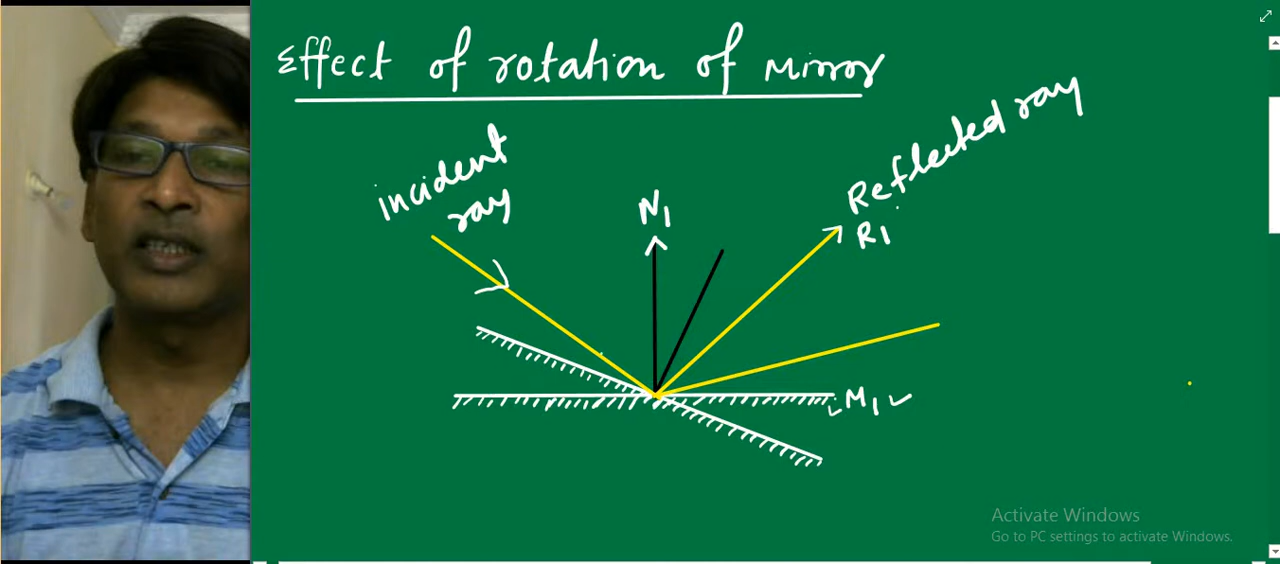 Effect of rotation of Mirror
incident
ray
N1
Reflected ray
R1
M1
Activate Windows
Go to PC settings to activate Windows.